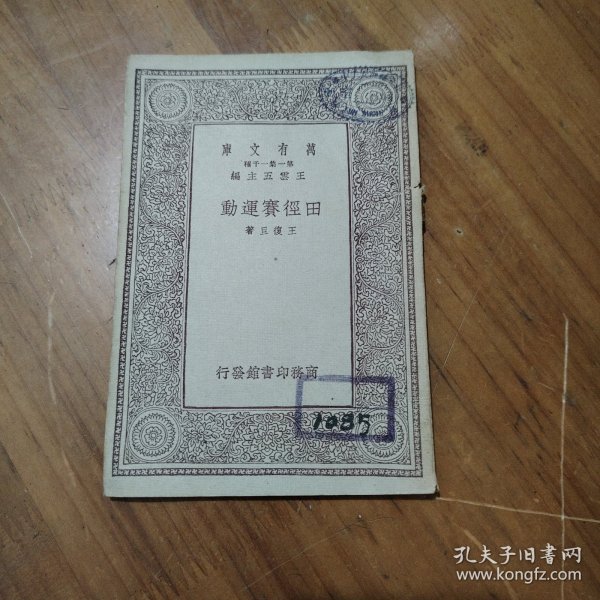 萬有文庫
第一集一千種
王雲五主編
田徑賽運動
王復旦著
商務印書館發行
1085
孔夫子旧书网
www.kongfz.com